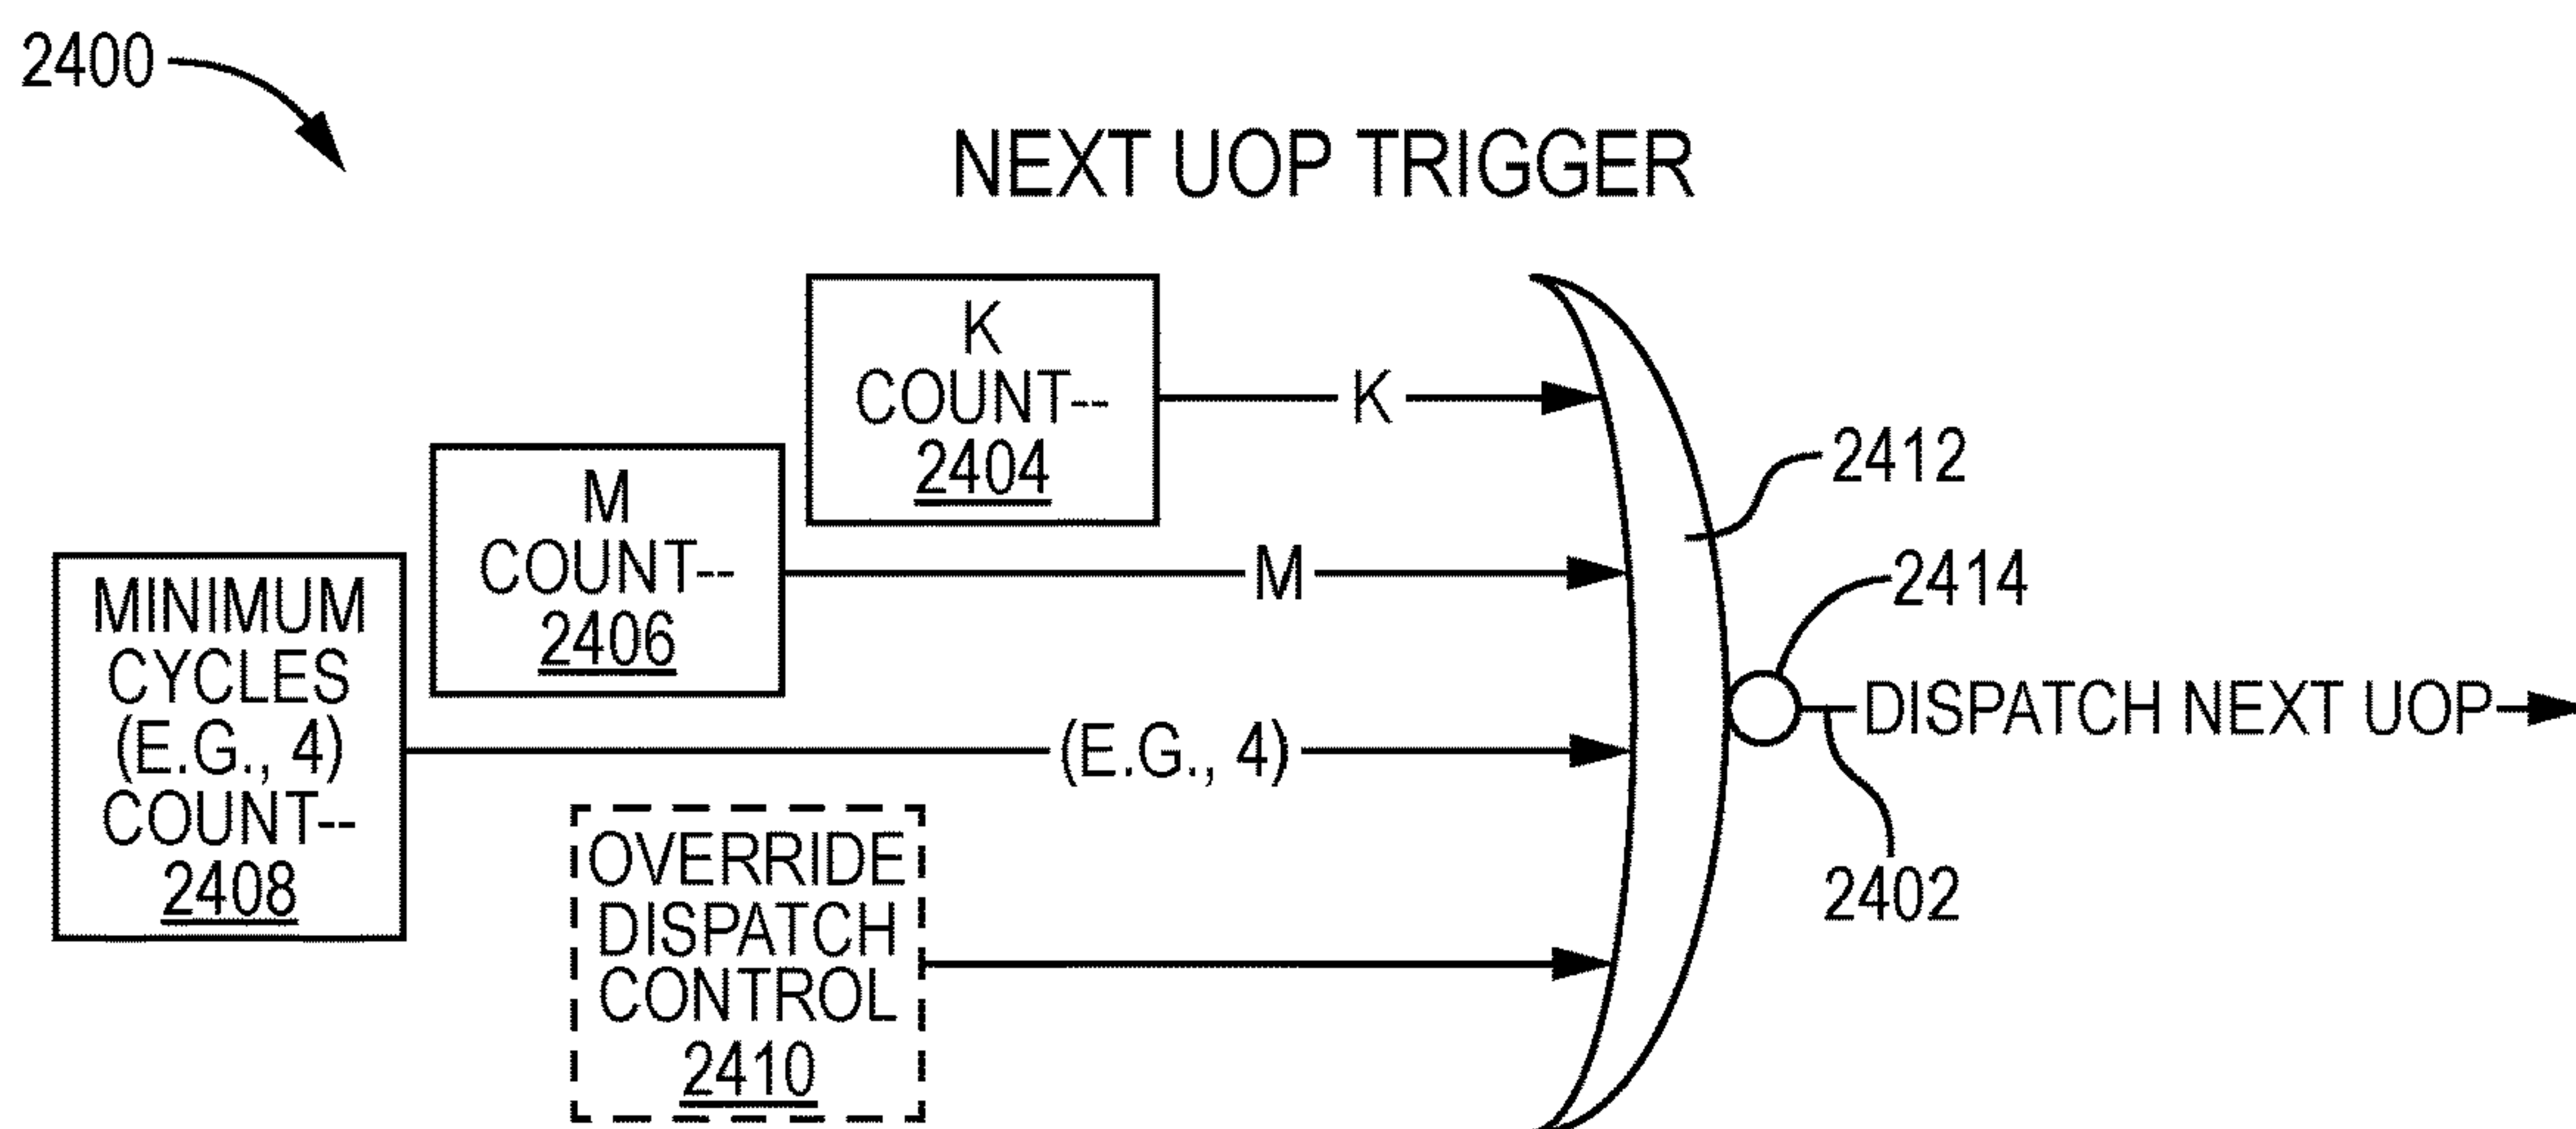 2400
NEXT UOP TRIGGER
K
COUNT--
2404
K
2412
M
COUNT--
2406
M
2414
MINIMUM
CYCLES
(E.G., 4)
COUNT--
2408
(E.G., 4)
DISPATCH NEXT UOP
2402
OVERRIDE
DISPATCH
CONTROL
2410